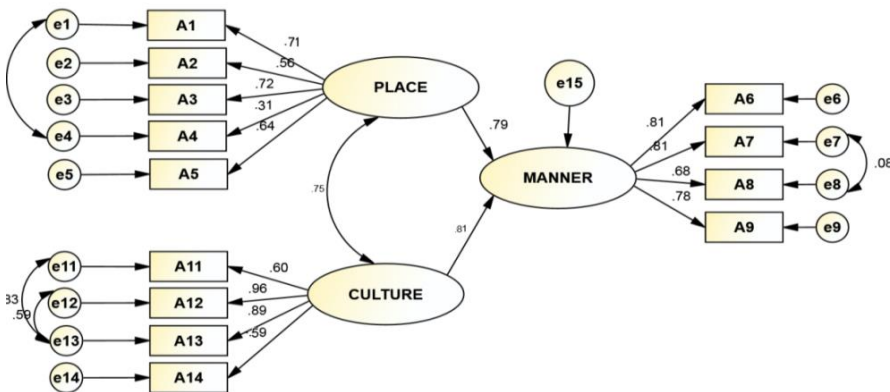 e1 A1 .71
e2 A2 .56
e3 A3 .72
e4 A4 .31
e5 A5 .64
PLACE
e15
.79
MANNER
.75
.81
CULTURE
.81 A6 e6
.81 A7 e7
.68 A8 e8 .08
.78 A9 e9
e11 A11 .60
e12 A12 .96
e13 A13 .89
e14 A14 .59
.59